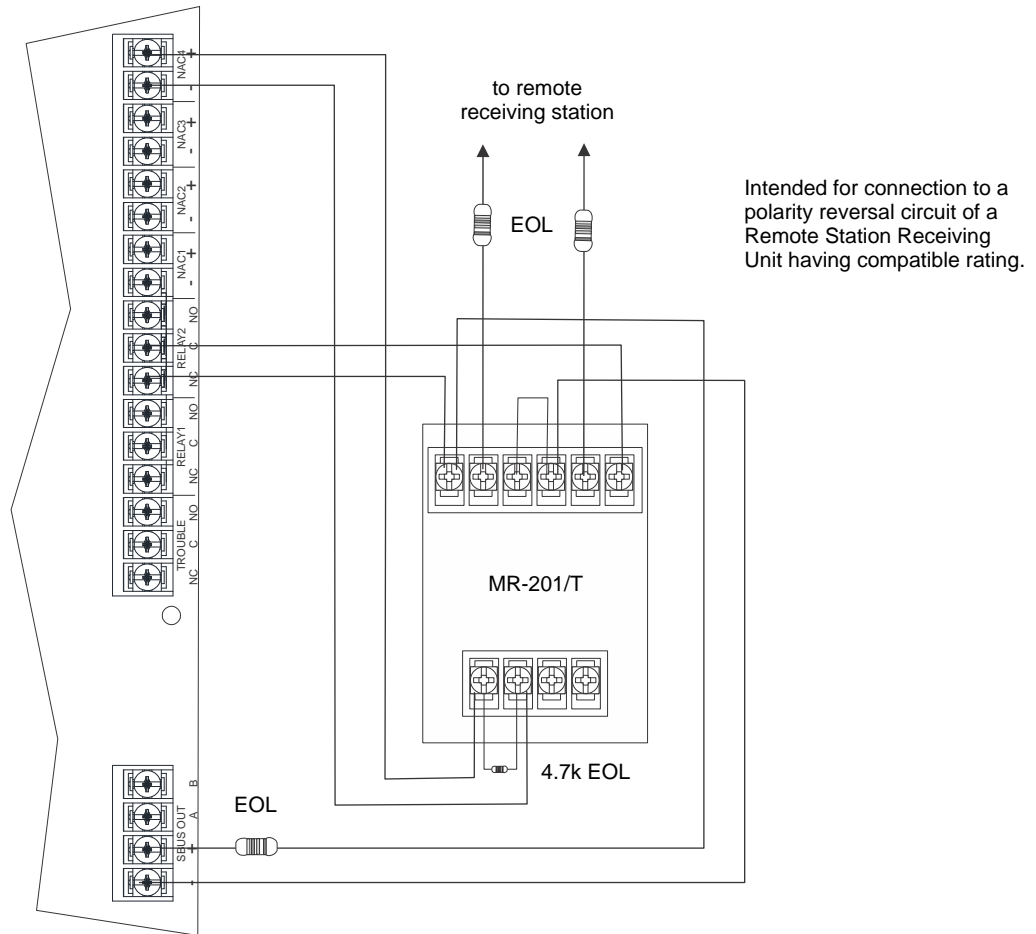 to remote
receiving station
EOL
Intended for connection to a
polarity reversal circuit of a
Remote Station Receiving
Unit having compatible rating.
NAC4
+
-
NAC3
+
-
NAC2
+
-
NAC1
+
-
RELAY2
NO
C
NC
RELAY1
NO
C
NC
TROUBLE
NO
C
NC
MR-201/T
4.7k EOL
EOL
SBUS OUT
B
A
+
-